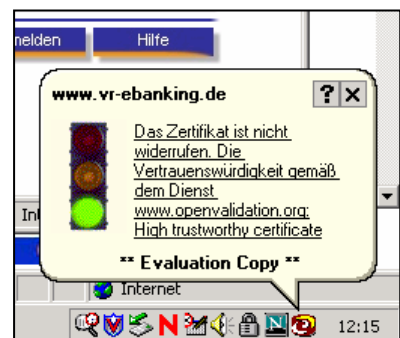 nelden Hilfe
www.vr-ebanking.de ? ×
Das Zertifikat ist nicht
widerrufen. Die
Vertrauenswürdigkeit gemäß
dem Dienst
www.openvalidation.org:
High trustworthy certificate
** Evaluation Copy **
Int
Internet
N N 12:15